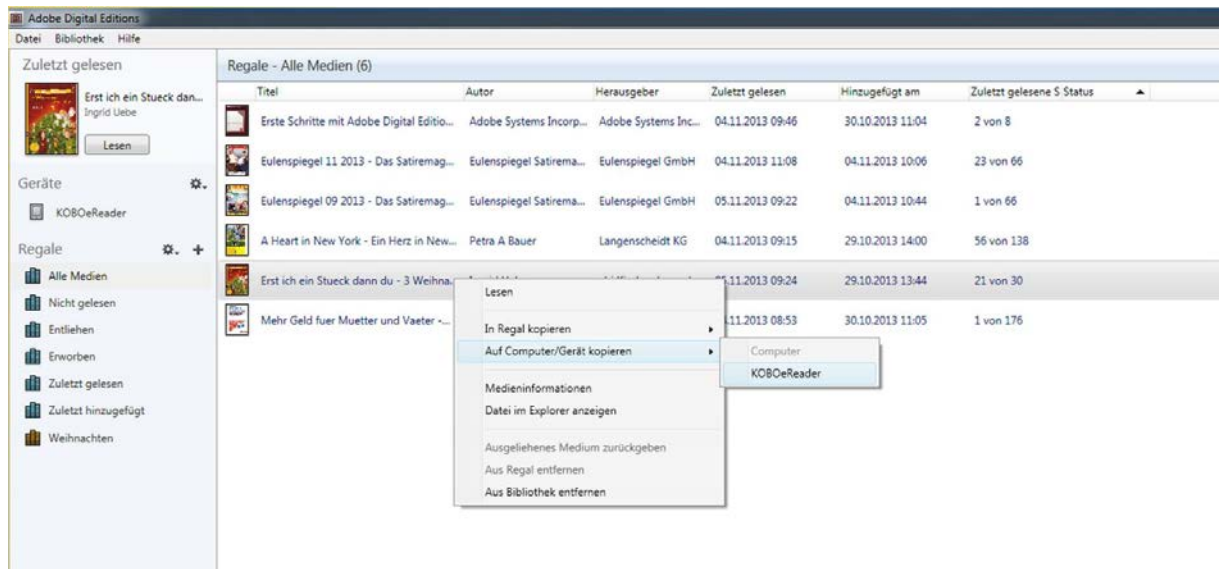 Adobe Digital Editions
Datei Bibliothek Hilfe
Zuletzt gelesen
Erst ich ein Stueck dan...
Ingrid Uebe
Lesen
Geräte
KOBOeReader
Regale
Alle Medien
Nicht gelesen
Entliehen
Erworben
Zuletzt gelesen
Zuletzt hinzugefügt
Weihnachten
Regale - Alle Medien (6)
Titel Autor Herausgeber Zuletzt gelesen Hinzugefügt am Zuletzt gelesene S Status
Erste Schritte mit Adobe Digital Editio... Adobe Systems Incorp... Adobe Systems Inc... 04.11.2013 09:46 30.10.2013 11:04 2 von 8
Eulenspiegel 11 2013 - Das Satiremag... Eulenspiegel Satirema... Eulenspiegel GmbH 04.11.2013 11:08 04.11.2013 10:06 23 von 66
Eulenspiegel 09 2013 - Das Satiremag... Eulenspiegel Satirema... Eulenspiegel GmbH 05.11.2013 09:22 04.11.2013 10:44 1 von 66
A Heart in New York - Ein Herz in New... Petra A Bauer Langenscheidt KG 04.11.2013 09:15 29.10.2013 14:00 56 von 138
Erst ich ein Stueck dann du - 3 Weihna... .11.2013 09:24 29.10.2013 13:44 21 von 30
Mehr Geld fuer Muetter und Vaeter -... .11.2013 08:53 30.10.2013 11:05 1 von 176
Lesen
In Regal kopieren
Auf Computer/Gerät kopieren
Computer
KOBOeReader
Medieninformationen
Datei im Explorer anzeigen
Ausgeliehenes Medium zurückgeben
Aus Regal entfernen
Aus Bibliothek entfernen